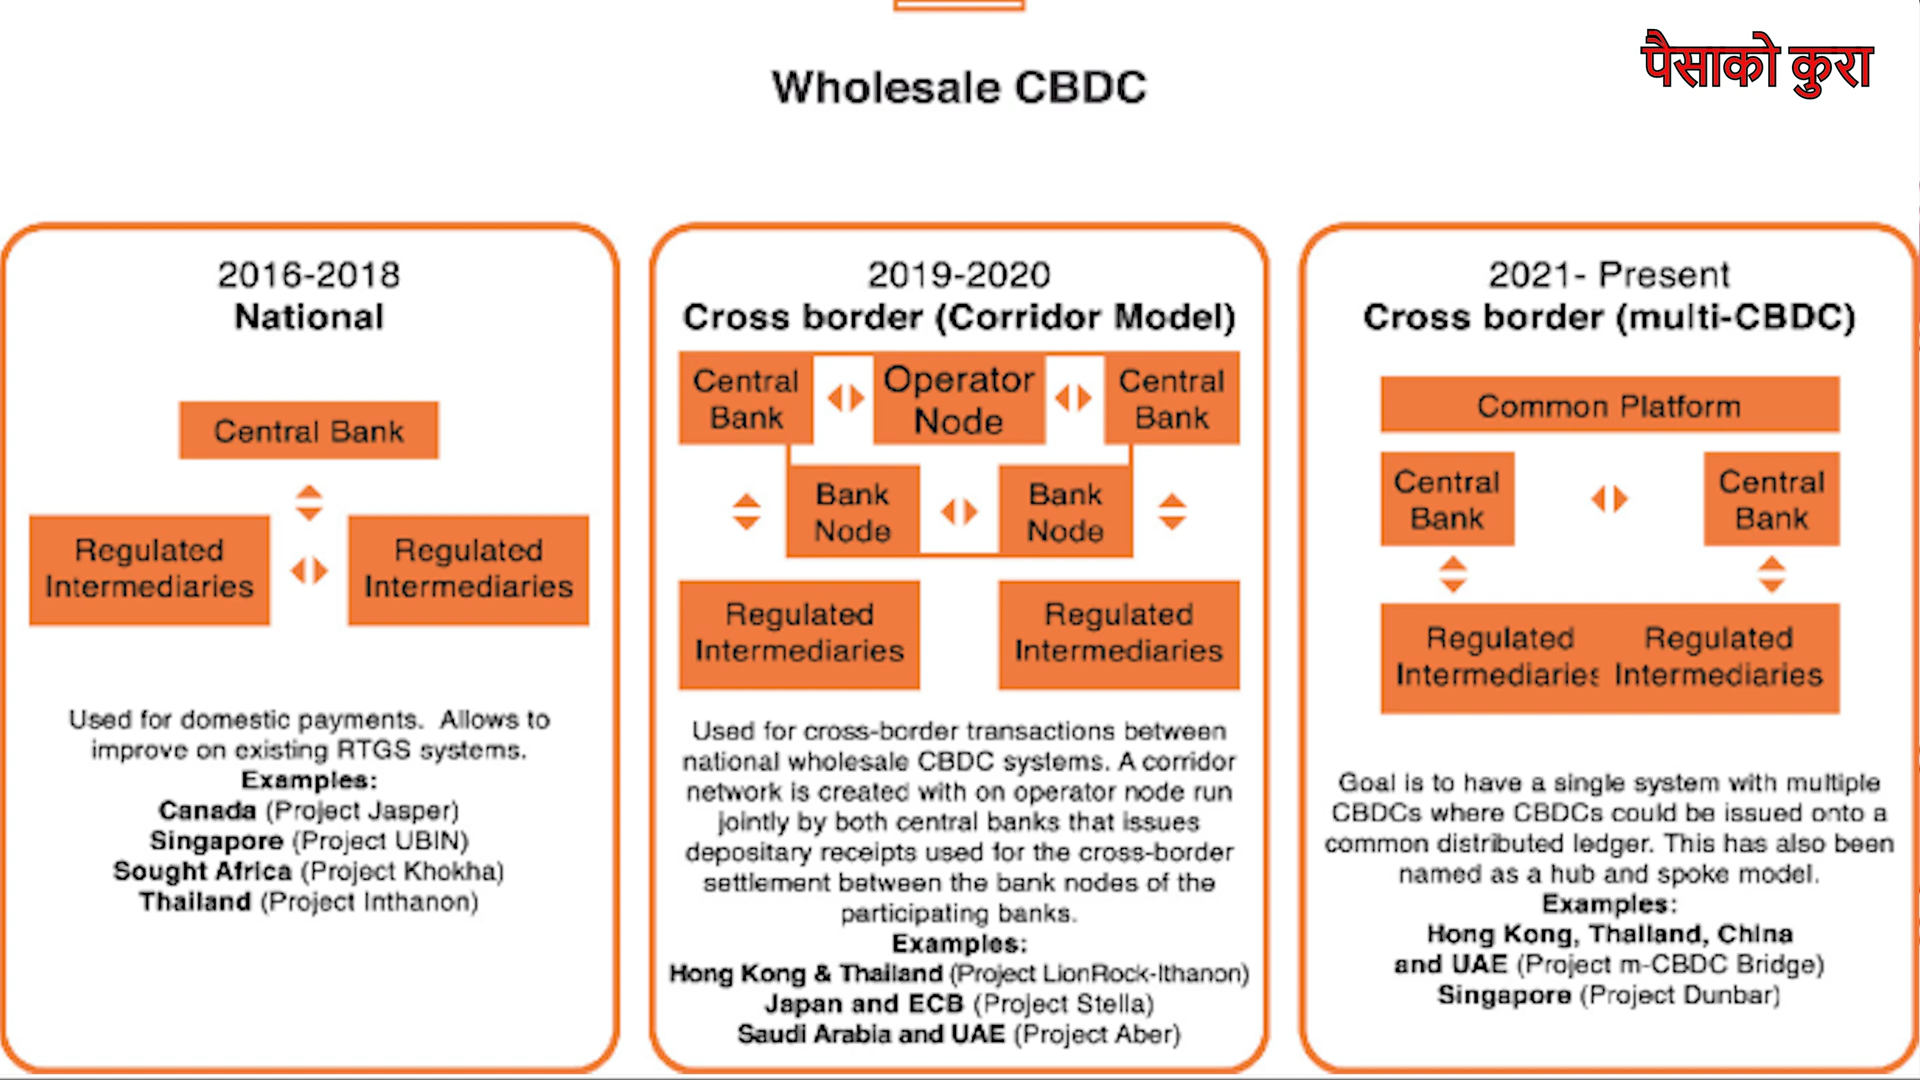 पैसाको कुरा
Wholesale CBDC
2016-2018
National
Central Bank
Regulated
Intermediaries
Regulated
Intermediaries
Used for domestic payments. Allows to
improve on existing RTGS systems.
Examples:
Canada (Project Jasper)
Singapore (Project UBIN)
Sought Africa (Project Khokha)
Thailand (Project Inthanon)
2019-2020
Cross border (Corridor Model)
Central
Bank
Operator
Node
Central
Bank
Bank
Node
Bank
Node
Regulated
Intermediaries
Regulated
Intermediaries
Used for cross-border transactions between
national wholesale CBDC systems. A corridor
network is created with on operator node run
jointly by both central banks that issues
depositary receipts used for the cross-border
settlement between the bank nodes of the
participating banks.
Examples:
Hong Kong & Thailand (Project LionRock-Ithanon)
Japan and ECB (Project Stella)
Saudi Arabia and UAE (Project Aber)
2021- Present
Cross border (multi-CBDC)
Common Platform
Central
Bank
Central
Bank
Regulated
Intermediaries
Regulated
Intermediaries
Goal is to have a single system with multiple
CBDCs where CBDCs could be issued onto a
common distributed ledger. This has also been
named as a hub and spoke model.
Examples:
Hong Kong, Thailand, China
and UAE (Project m-CBDC Bridge)
Singapore (Project Dunbar)